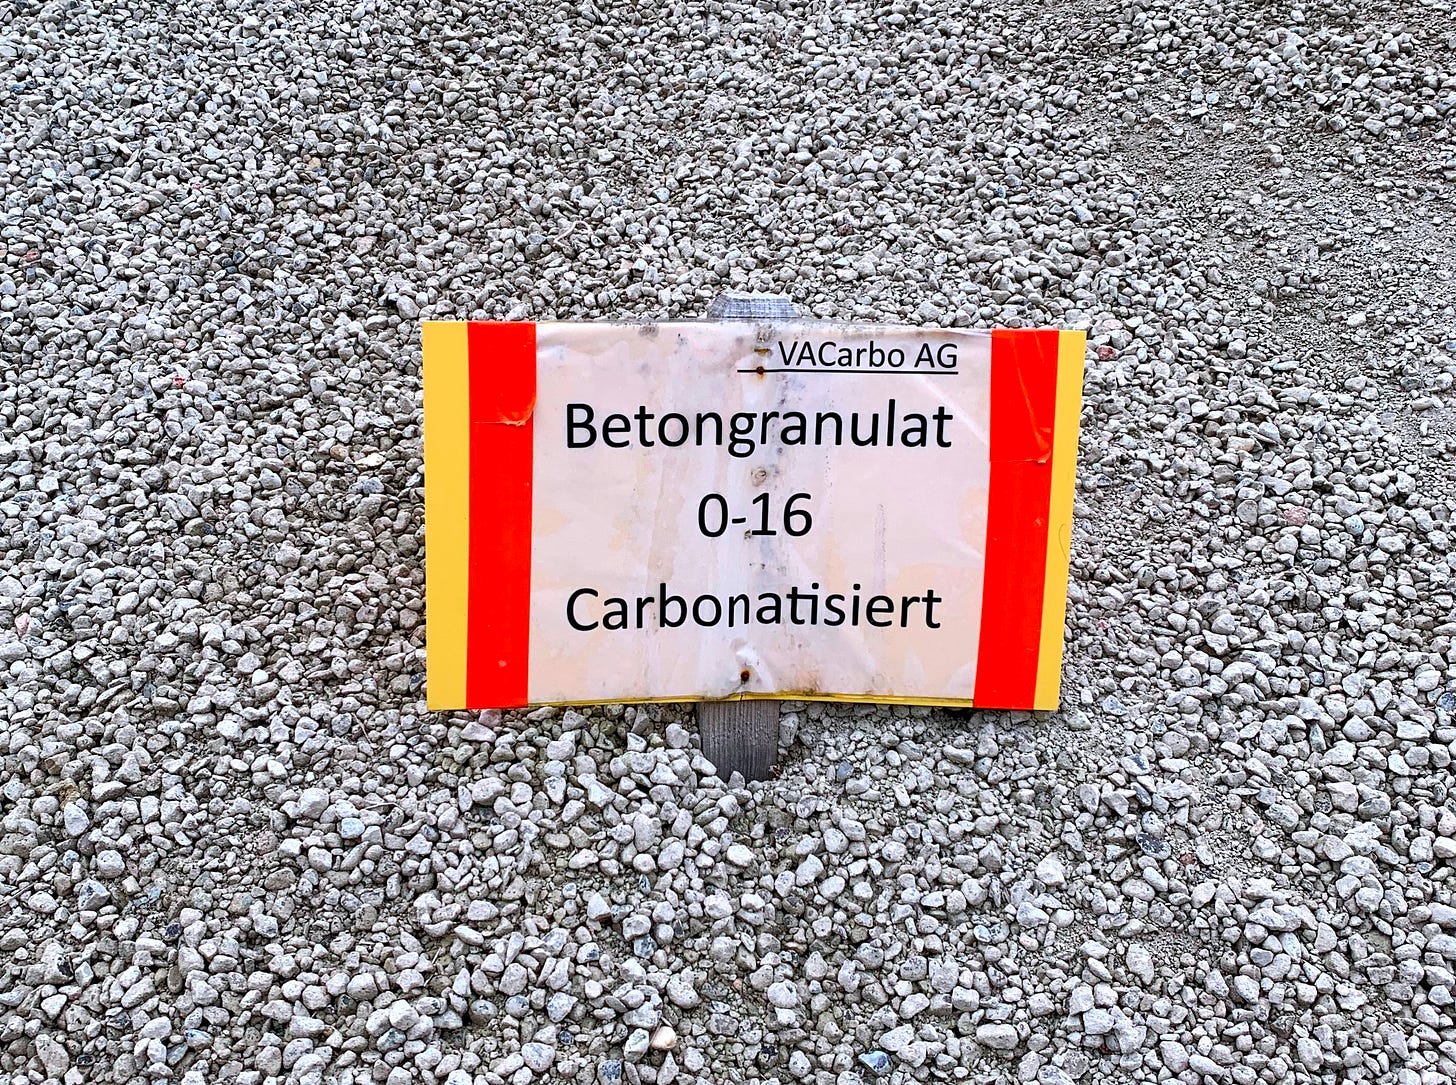 VACarbo AG
Betongranulat
0-16
Carbonatisiert